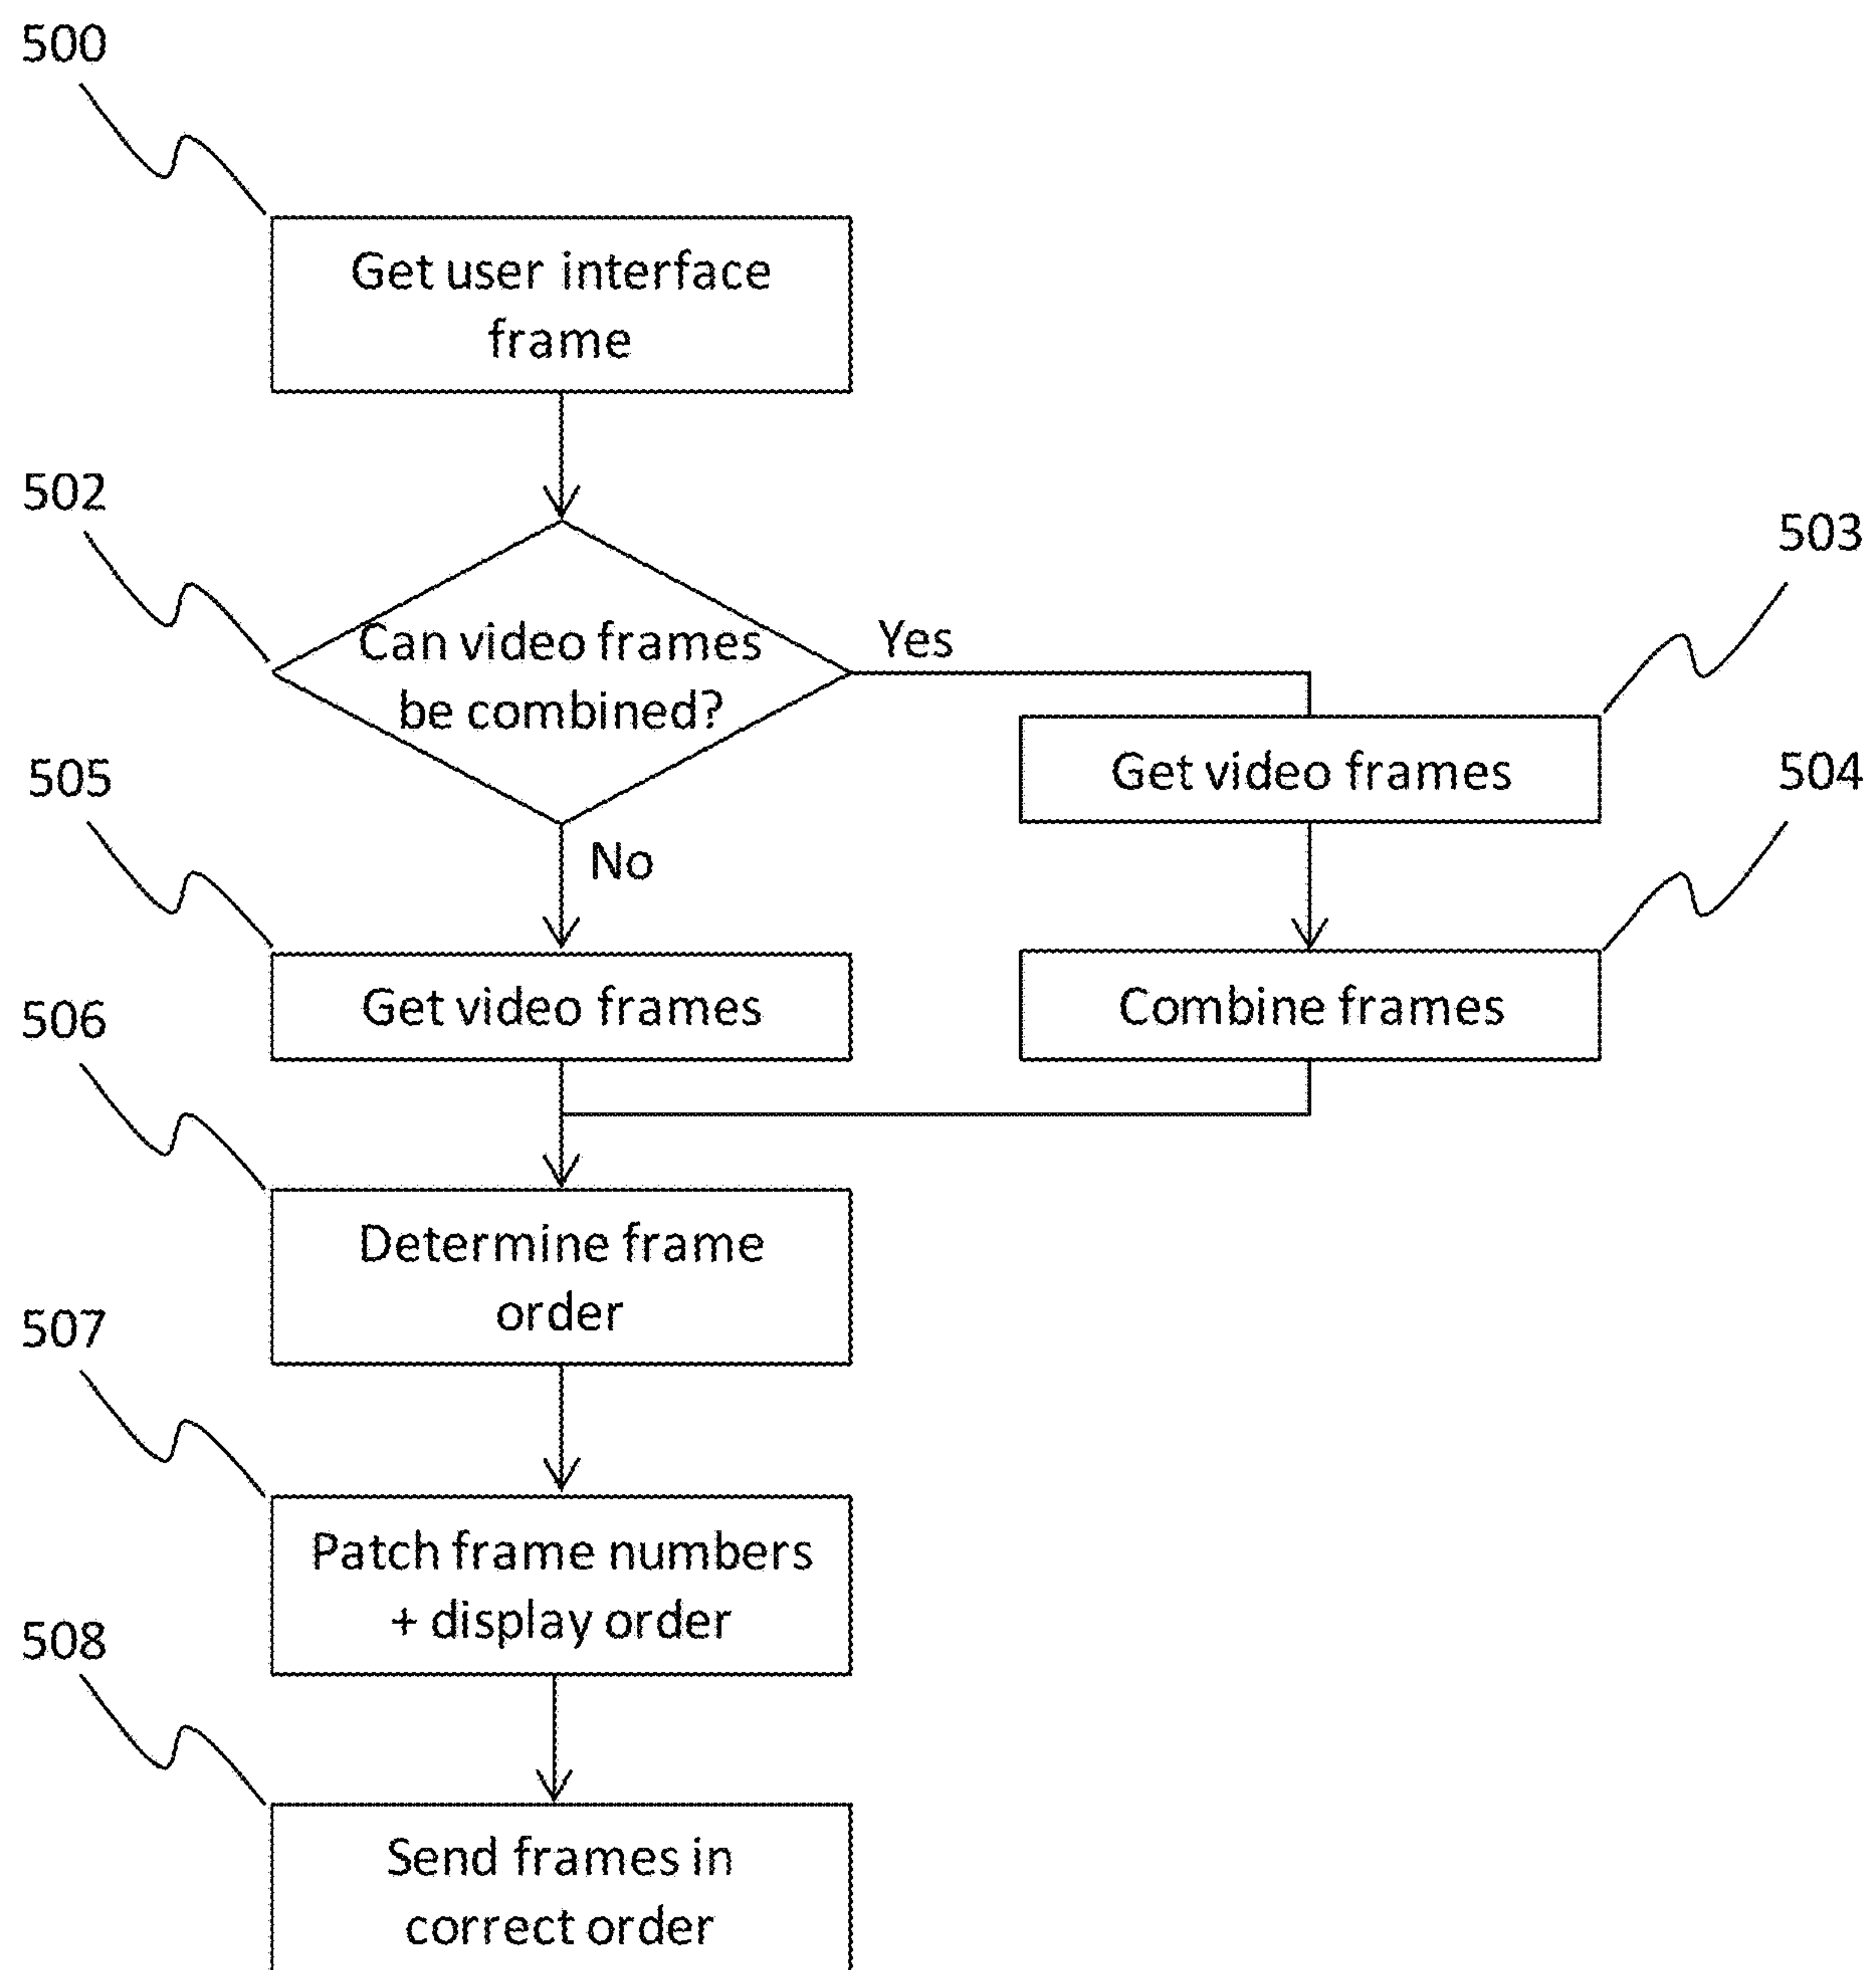 500
Get user interface
frame
502
503
Can video frames
be combined?
Yes
505
No
Get video frames
504
Get video frames
Combine frames
506
Determine frame
order
507
Patch frame numbers
+ display order
508
Send frames in
correct order